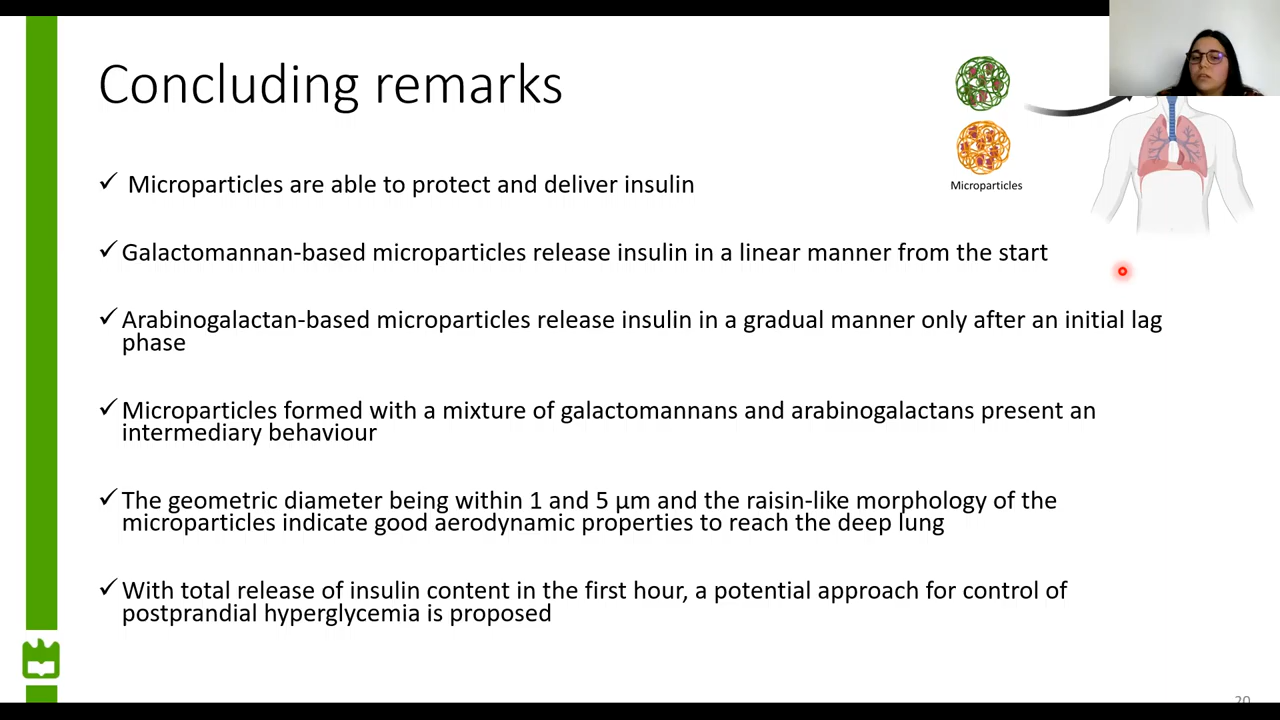 Concluding remarks
Microparticles
✓ Microparticles are able to protect and deliver insulin
✓ Galactomannan-based microparticles release insulin in a linear manner from the start
✓ Arabinogalactan-based microparticles release insulin in a gradual manner only after an initial lag
phase
✓ Microparticles formed with a mixture of galactomannans and arabinogalactans present an
intermediary behaviour
✓ The geometric diameter being within 1 and 5 µm and the raisin-like morphology of the
microparticles indicate good aerodynamic properties to reach the deep lung
✓ With total release of insulin content in the first hour, a potential approach for control of
postprandial hyperglycemia is proposed
20